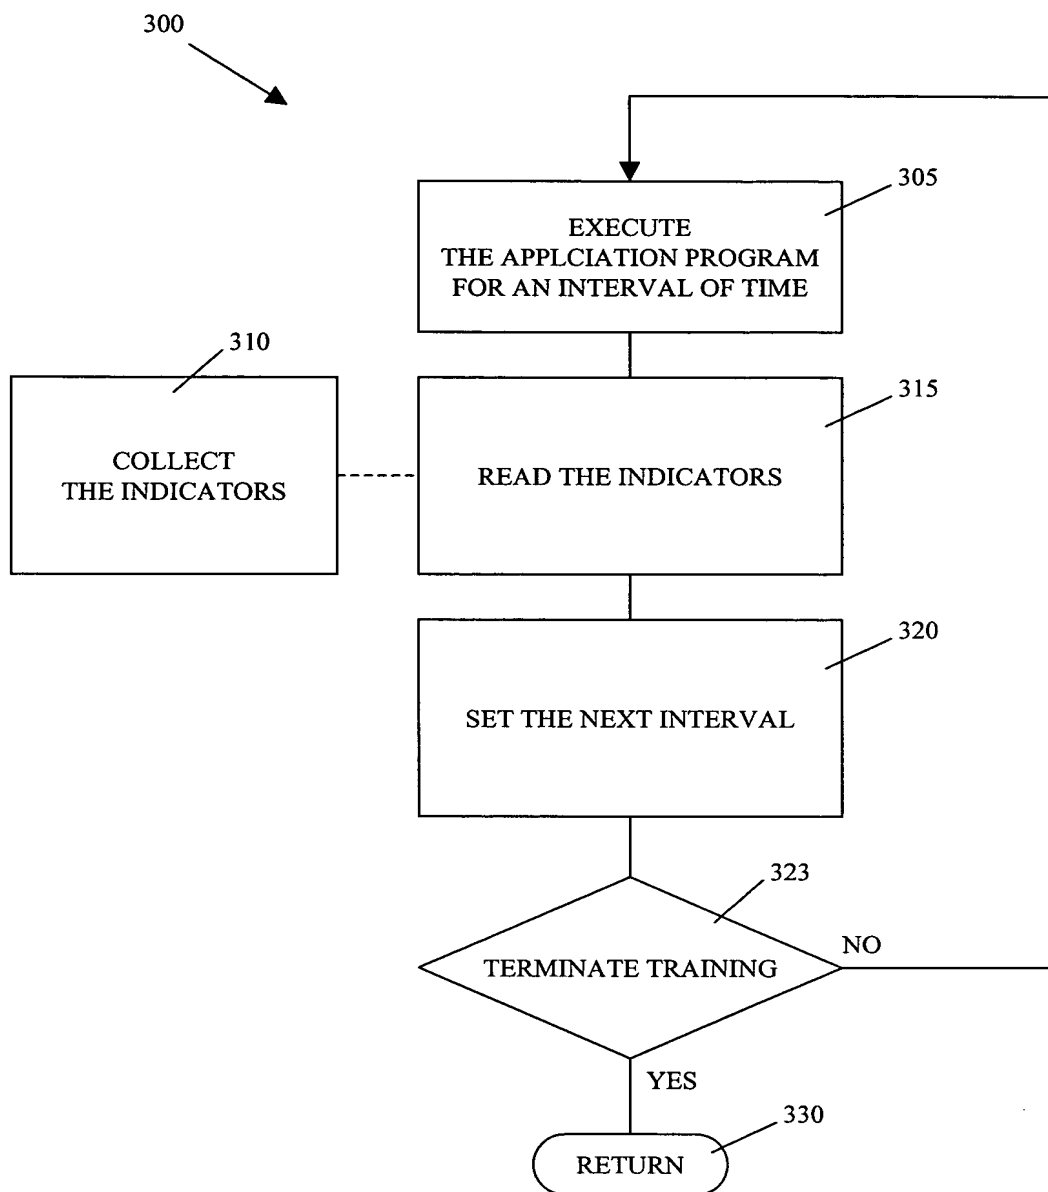 300
305
EXECUTE
THE APPLCIATION PROGRAM
FOR AN INTERVAL OF TIME
310
COLLECT
THE INDICATORS
315
READ THE INDICATORS
320
SET THE NEXT INTERVAL
323
TERMINATE TRAINING
NO
YES
330
RETURN